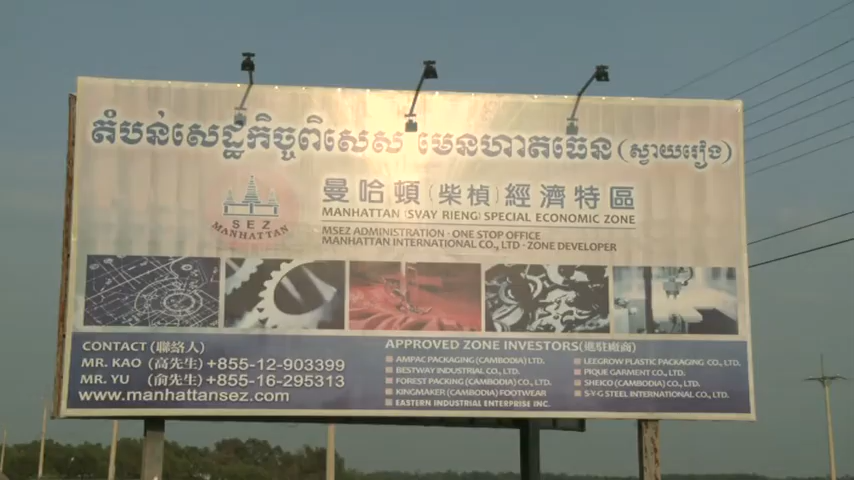 តំបន់សេដ្ឋកិច្ចពិសេស មេនហាតធើន (ស្វាយរៀង)
曼哈頓（柴楨）經濟特區
MANHATTAN (SVAY RIENG) SPECIAL ECONOMIC ZONE
MSEZ ADMINISTRATION · ONE STOP OFFICE
MANHATTAN INTERNATIONAL CO., LTD · ZONE DEVELOPER
SEZ
MANHATTAN
CONTACT (聯絡人)
MR. KAO (高先生) +855-12-903399
MR. YU (俞先生) +855-16-295313
www.manhattansez.com
APPROVED ZONE INVESTORS(進駐廠商)
AMPAC PACKAGING (CAMBODIA) LTD.
BESTWAY INDUSTRIAL CO., LTD.
FOREST PACKING (CAMBODIA) CO., LTD.
KINGMAKER (CAMBODIA) FOOTWEAR
EASTERN INDUSTRIAL ENTERPRISE INC.
LEEGROW PLASTIC PACKAGING CO., LTD.
PIQUE GARMENT CO., LTD.
SHEICO (CAMBODIA) CO., LTD.
S-V-G STEEL INTERNATIONAL CO., LTD.